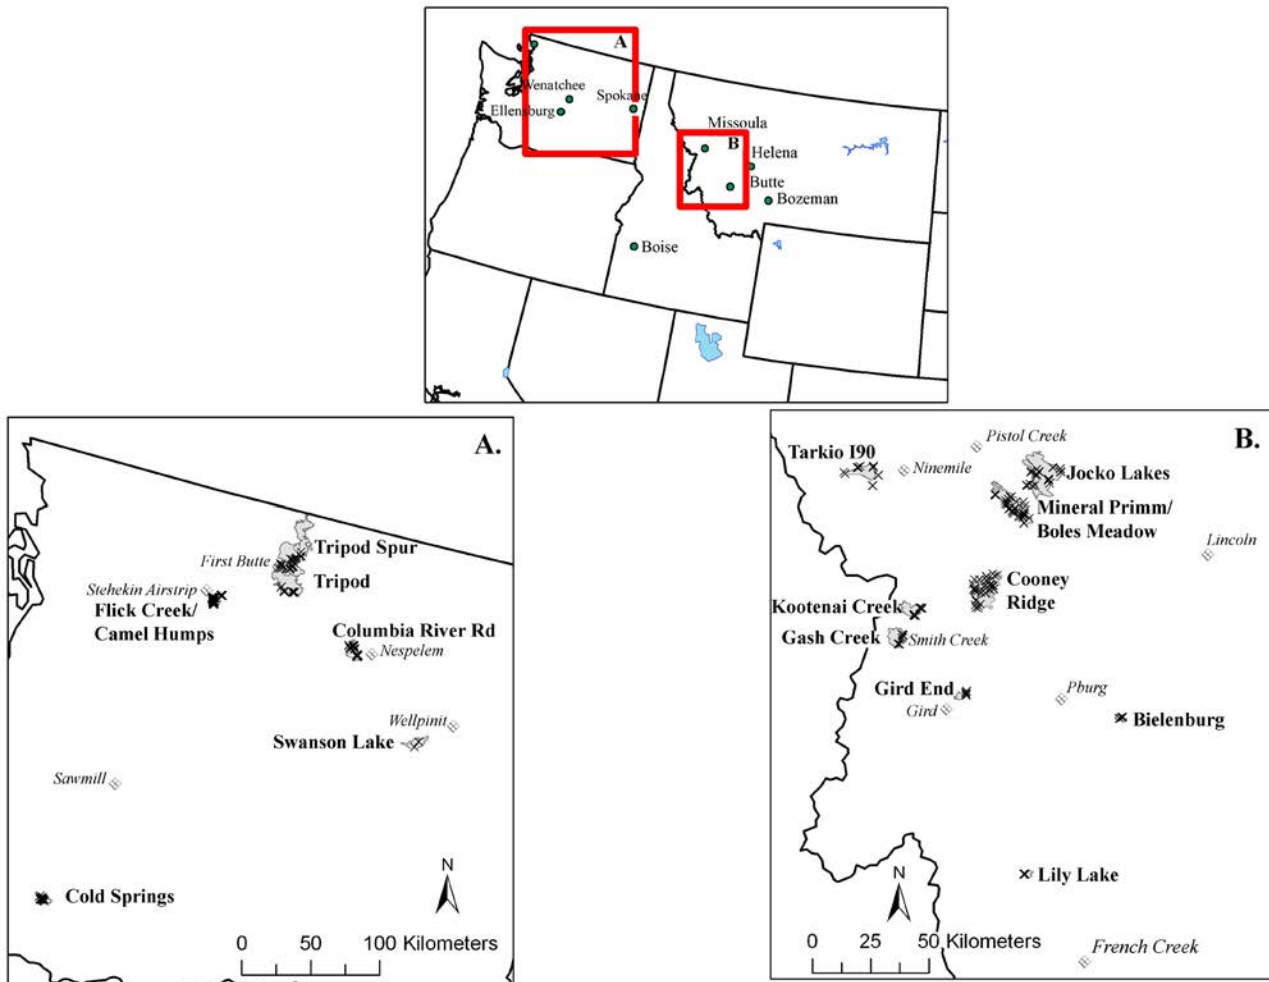 A
Wenatchee
Ellensburg
Spokane
Missoula
B
Helena
Butte
Bozeman
Boise
A.
Tripod Spur
First Butte
Tripod
Stehekin Airstrip
Flick Creek/
Camel Humps
Columbia River Rd
Nespelem
Wellpinit
Swanson Lake
Sawmill
Cold Springs
N
0 50 100 Kilometers
B.
Pistol Creek
Tarkio I90
Ninemile
Jocko Lakes
Mineral Primm/
Boles Meadow
Lincoln
Cooney
Ridge
Kootenai Creek
Gash Creek
Smith Creek
Gird End
Gird
Pburg
Bielenburg
Lily Lake
N
0 25 50 Kilometers
French Creek